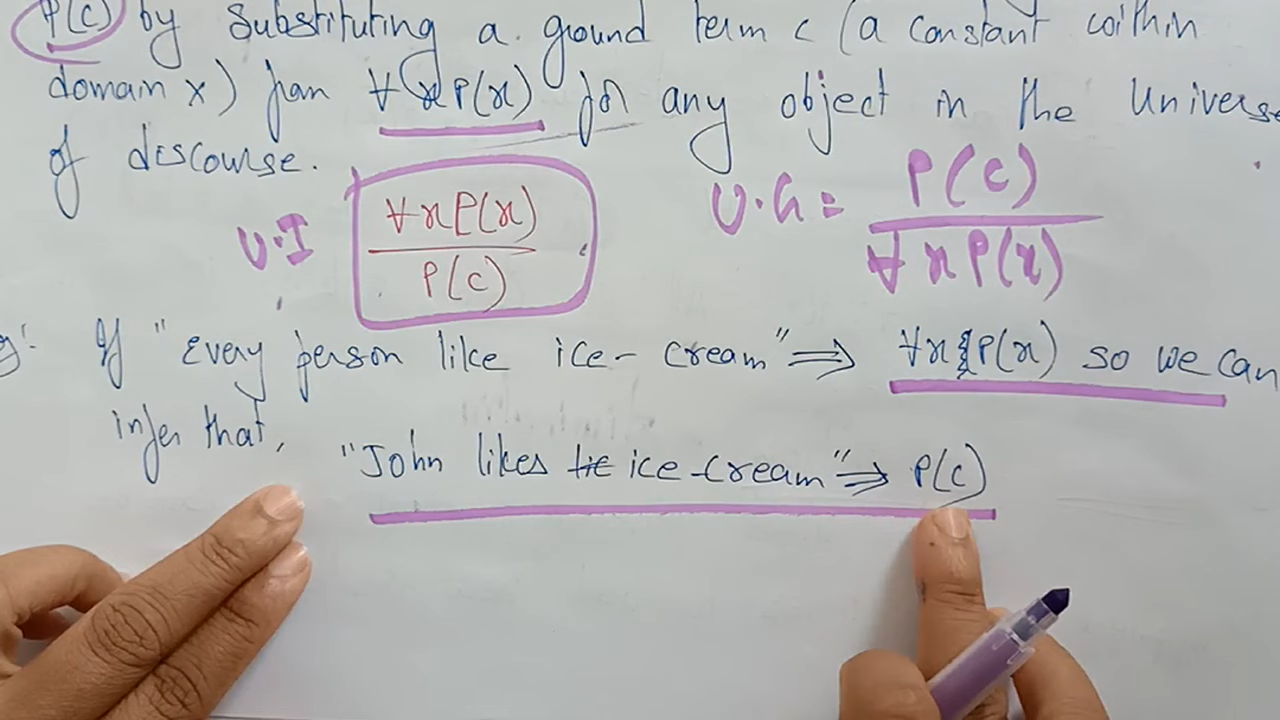 P(c) by substituting a ground term c (a constant within
domain x) from ∀x P(x) for any object in the Universe
of discourse.
U.I ∀x P(x) / P(c)
U.G = P(c) / ∀x P(x)
If "Every person like ice-cream" ⇒ ∀x P(x) so we can
infer that,
"John likes ice-cream" ⇒ P(c)